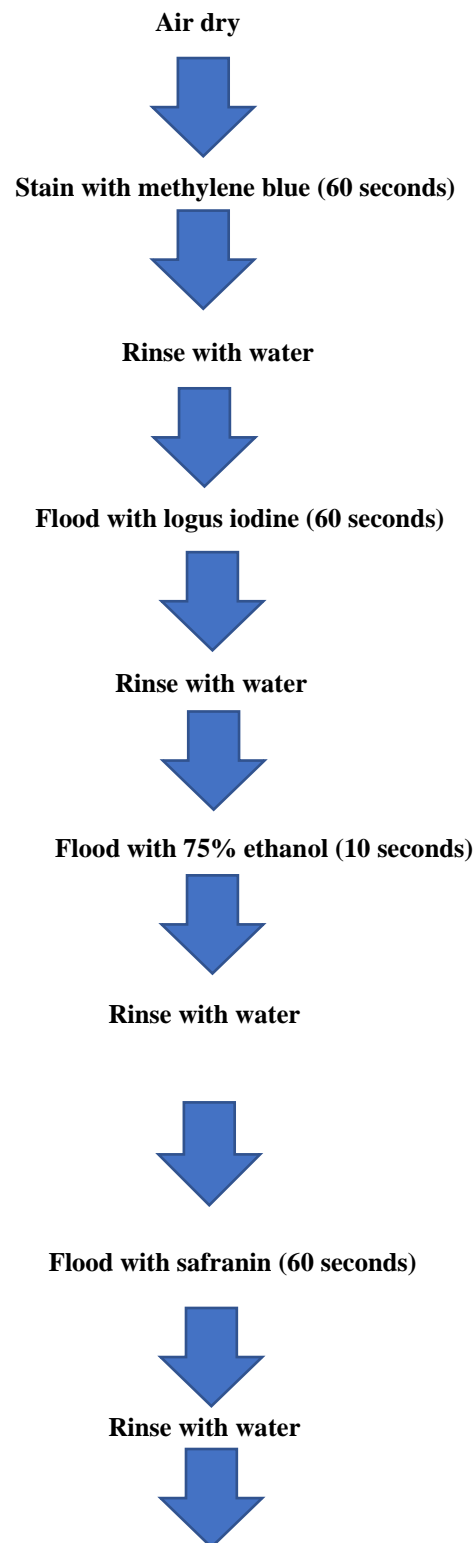 Air dry
Stain with methylene blue (60 seconds)
Rinse with water
Flood with logus iodine (60 seconds)
Rinse with water
Flood with 75% ethanol (10 seconds)
Rinse with water
Flood with safranin (60 seconds)
Rinse with water